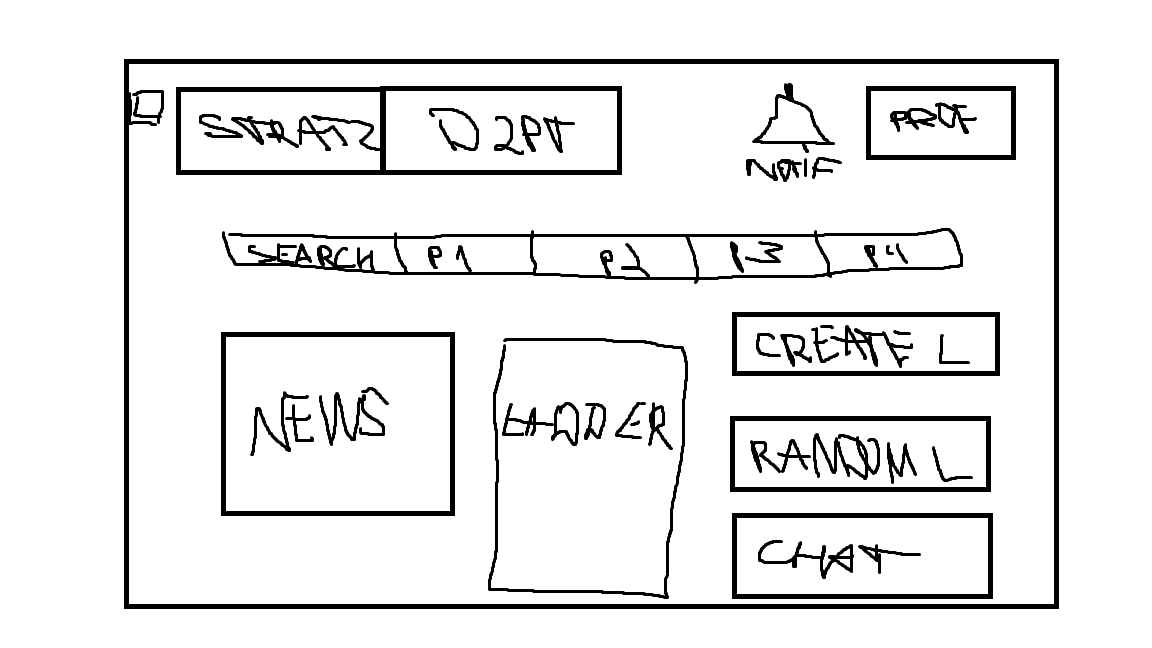 STRATZ D2PT
NOTIF
PROF
SEARCH P1 P2 P3 P4
NEWS
LADDER
CREATE L
RANDOM L
CHAT